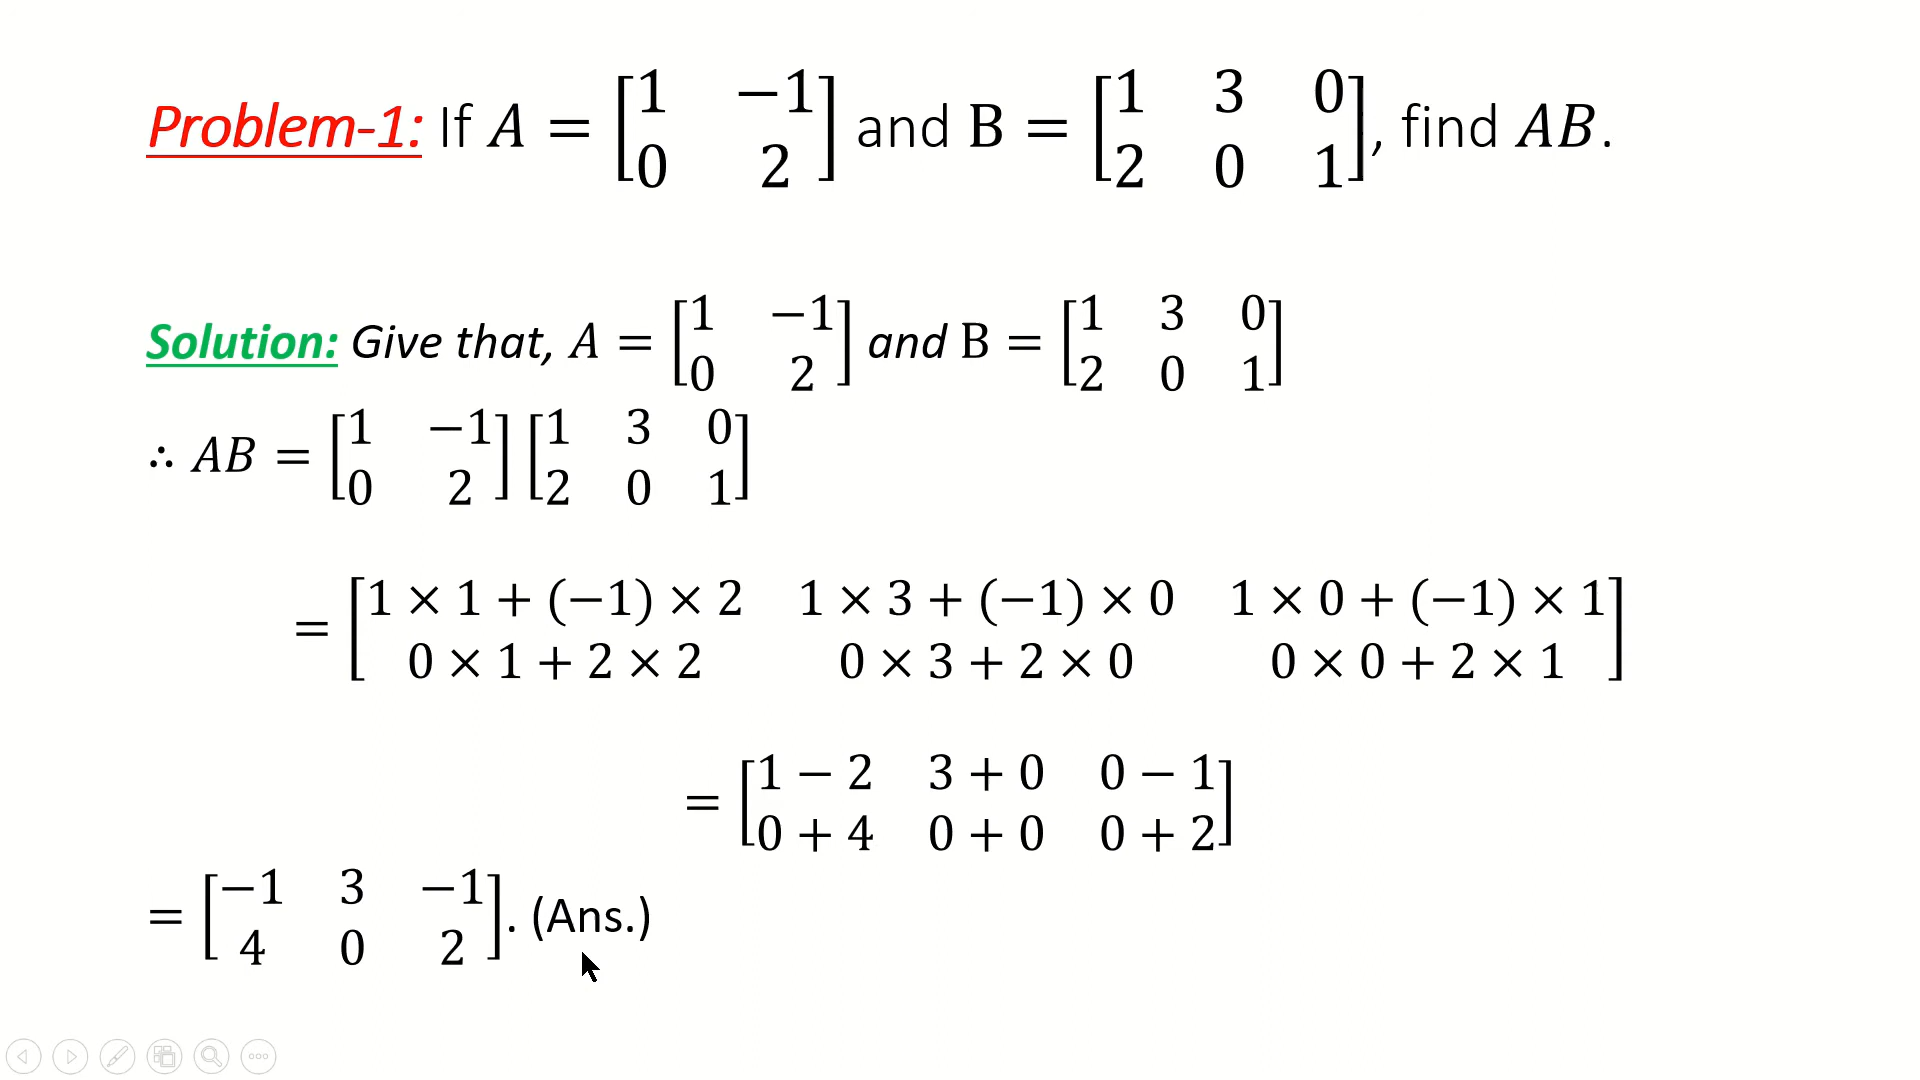 Problem-1: If A = [1 −1; 0 2] and B = [1 3 0; 2 0 1], find AB.
Solution: Give that, A = [1 −1; 0 2] and B = [1 3 0; 2 0 1]
∴ AB = [1 −1; 0 2] [1 3 0; 2 0 1]
= [1 × 1 + (−1) × 2 1 × 3 + (−1) × 0 1 × 0 + (−1) × 1; 0 × 1 + 2 × 2 0 × 3 + 2 × 0 0 × 0 + 2 × 1]
= [1 − 2 3 + 0 0 − 1; 0 + 4 0 + 0 0 + 2]
= [−1 3 −1; 4 0 2]. (Ans.)